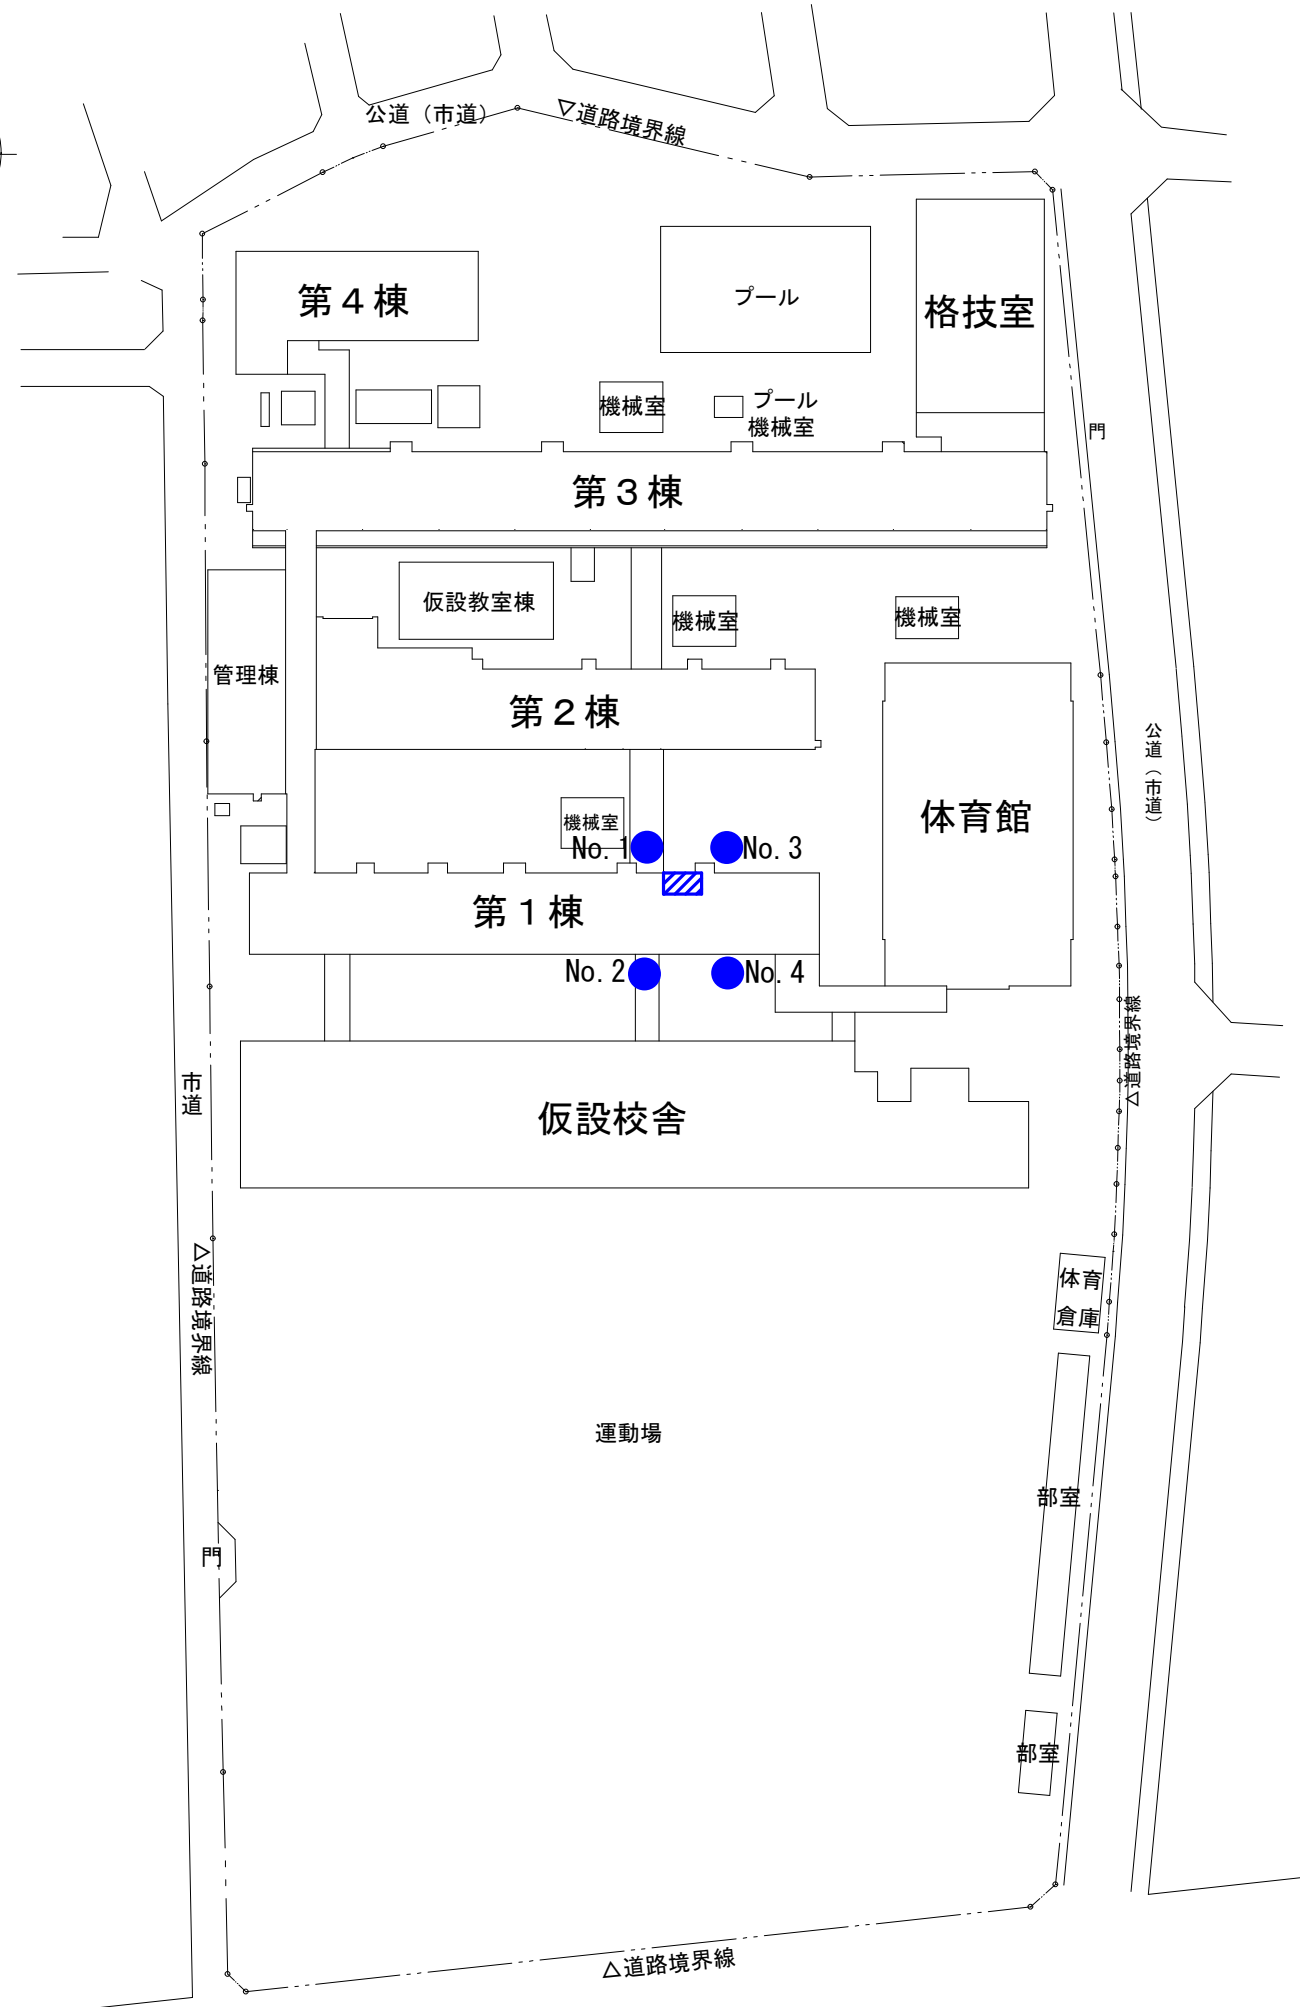 公道（市道）
▽道路境界線
第４棟
プール
格技室
機械室
プール
機械室
門
第３棟
仮設教室棟
機械室
機械室
管理棟
第２棟
公道（市道）
機械室
体育館
No.1
No.3
第１棟
No.2
No.4
△道路境界線
市道
仮設校舎
△道路境界線
体育
倉庫
運動場
部室
門
部室
△道路境界線